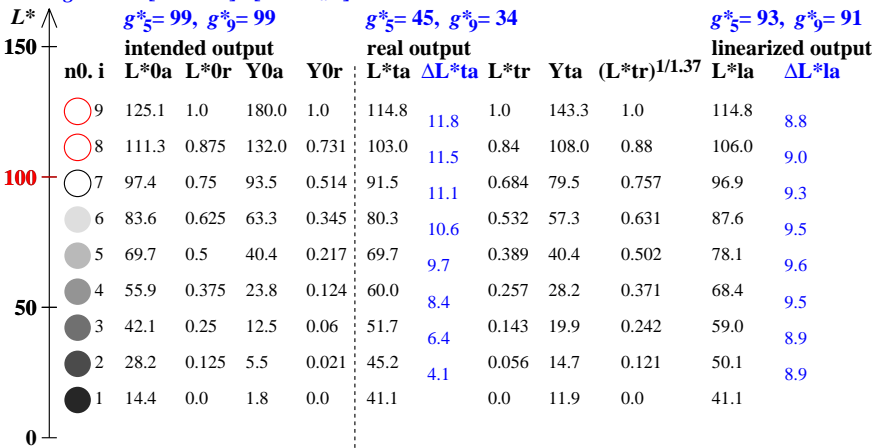 L* g*5= 99, g*9= 99 g*5= 45, g*9= 34 g*5= 93, g*9= 91
150 intended output real output linearized output
n0. i L*0a L*0r Y0a Y0r L*ta ΔL*ta L*tr Yta (L*tr)1/1.37 L*la ΔL*la
9 125.1 1.0 180.0 1.0 114.8 1.0 143.3 1.0 114.8
11.8 8.8
8 111.3 0.875 132.0 0.731 103.0 0.84 108.0 0.88 106.0
11.5 9.0
100 7 97.4 0.75 93.5 0.514 91.5 0.684 79.5 0.757 96.9
11.1 9.3
6 83.6 0.625 63.3 0.345 80.3 0.532 57.3 0.631 87.6
10.6 9.5
5 69.7 0.5 40.4 0.217 69.7 0.389 40.4 0.502 78.1
9.7 9.6
4 55.9 0.375 23.8 0.124 60.0 0.257 28.2 0.371 68.4
50 8.4 9.5
3 42.1 0.25 12.5 0.06 51.7 0.143 19.9 0.242 59.0
6.4 8.9
2 28.2 0.125 5.5 0.021 45.2 0.056 14.7 0.121 50.1
4.1 8.9
1 14.4 0.0 1.8 0.0 41.1 0.0 11.9 0.0 41.1
0